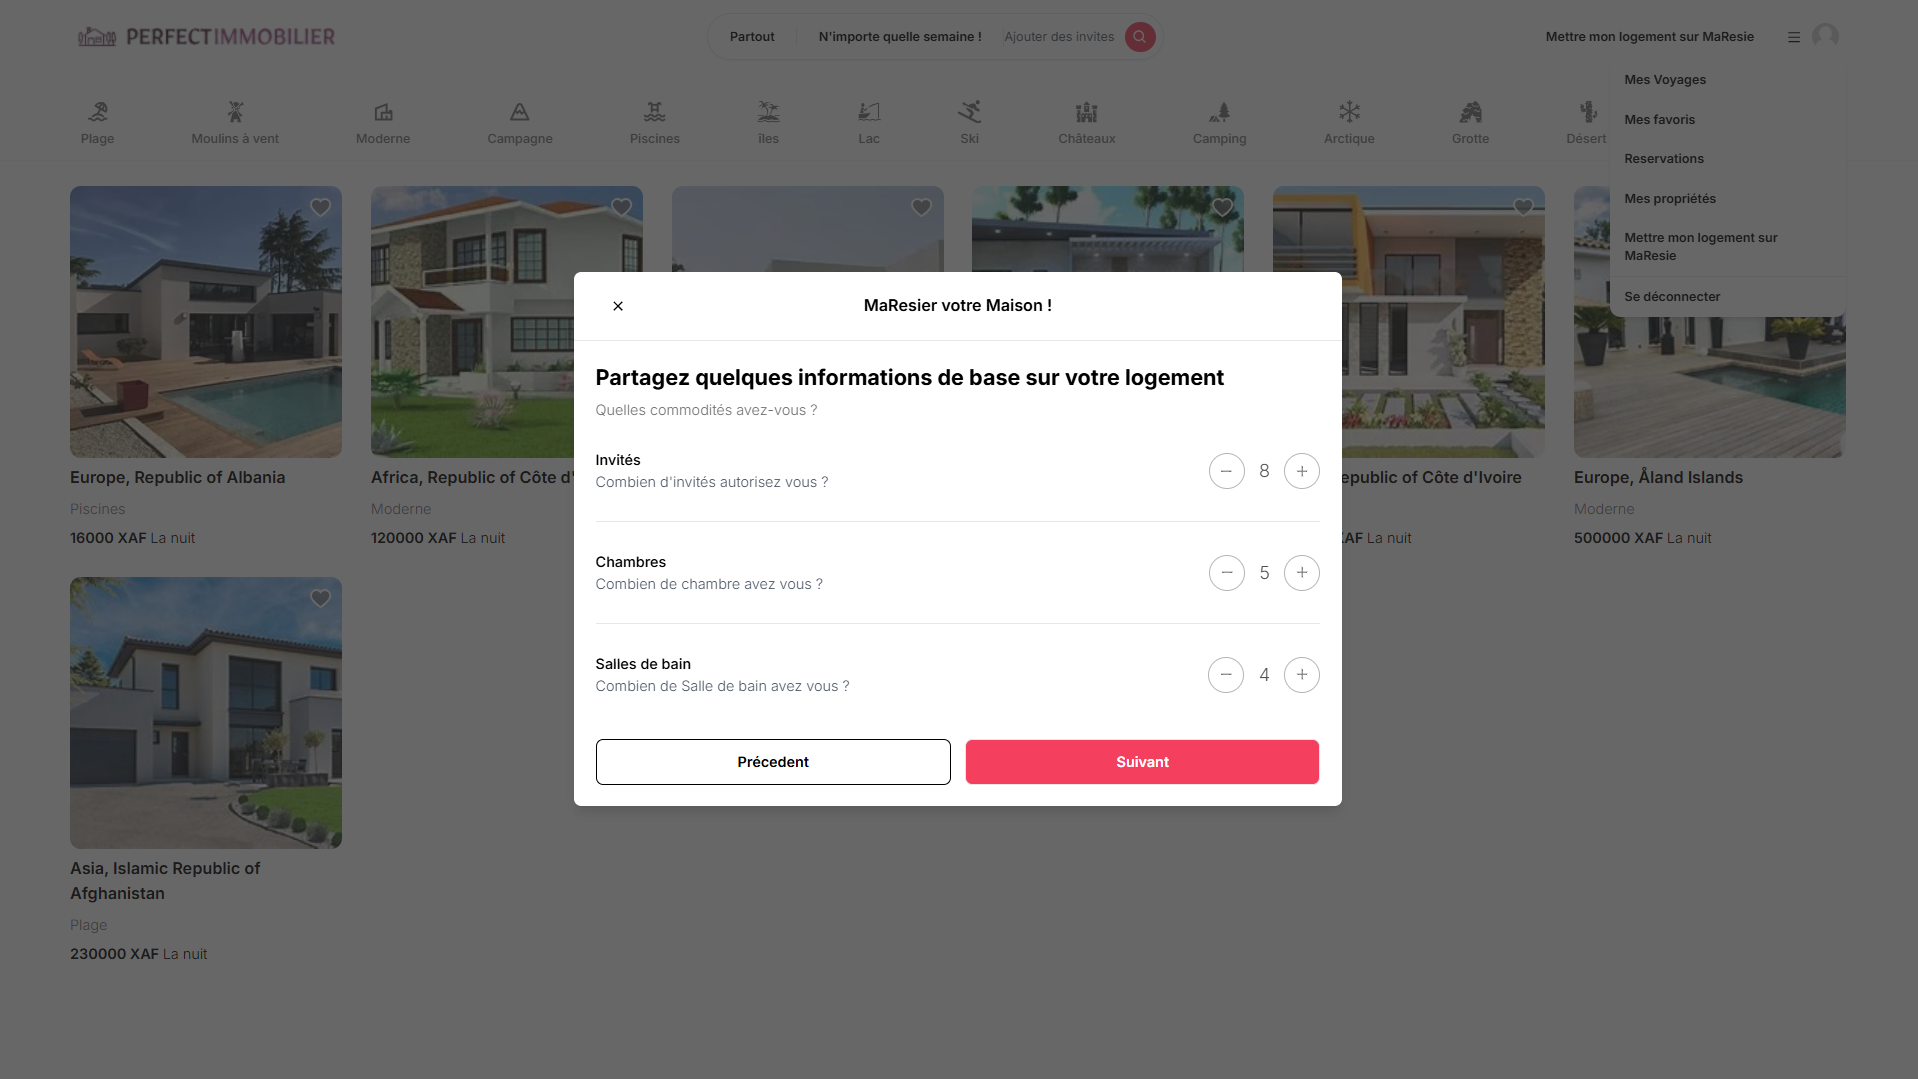 PERFECTIMMOBILIER
Partout
N'importe quelle semaine !
Ajouter des invites
Mettre mon logement sur MaResie
Mes Voyages
Mes favoris
Reservations
Mes propriétés
Mettre mon logement sur
MaResie
Se déconnecter
Plage
Moulins à vent
Moderne
Campagne
Piscines
îles
Lac
Ski
Châteaux
Camping
Arctique
Grotte
Désert
MaResier votre Maison !
Partagez quelques informations de base sur votre logement
Quelles commodités avez-vous ?
Invités
Combien d'invités autorisez vous ?
8
Chambres
Combien de chambre avez vous ?
5
Salles de bain
Combien de Salle de bain avez vous ?
4
Précedent
Suivant
Europe, Republic of Albania
Piscines
16000 XAF La nuit
Africa, Republic of Côte d'
Moderne
120000 XAF La nuit
epublic of Côte d'Ivoire
AF La nuit
Europe, Åland Islands
Moderne
500000 XAF La nuit
Asia, Islamic Republic of
Afghanistan
Plage
230000 XAF La nuit